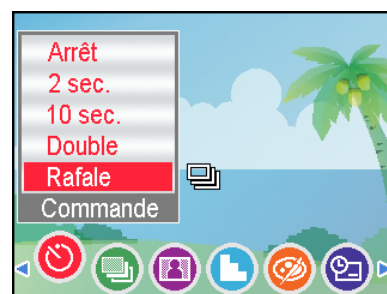 Arrêt
2 sec.
10 sec.
Double
Rafale
Commande